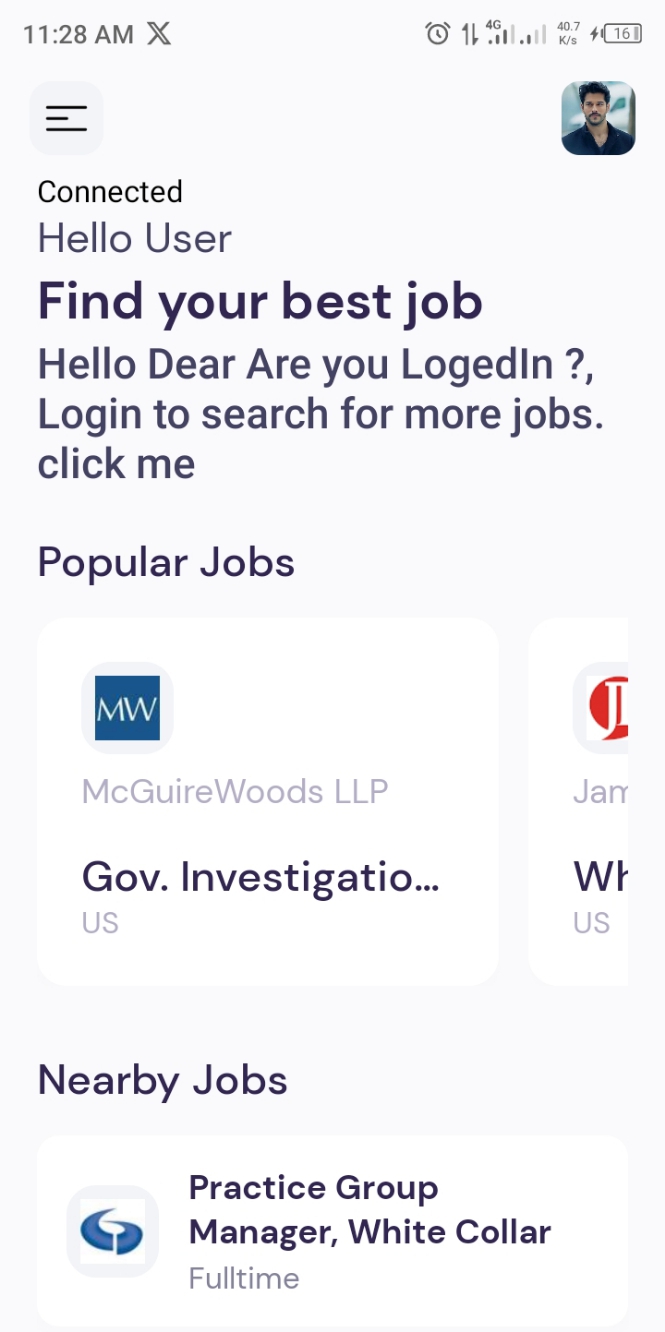 11:28 AM
4G 40.7 K/s 16
Connected
Hello User
Find your best job
Hello Dear Are you LogedIn ?,
Login to search for more jobs.
click me
Popular Jobs
MW
McGuireWoods LLP
Jam
Gov. Investigatio...
Wh
US
US
Nearby Jobs
Practice Group
Manager, White Collar
Fulltime